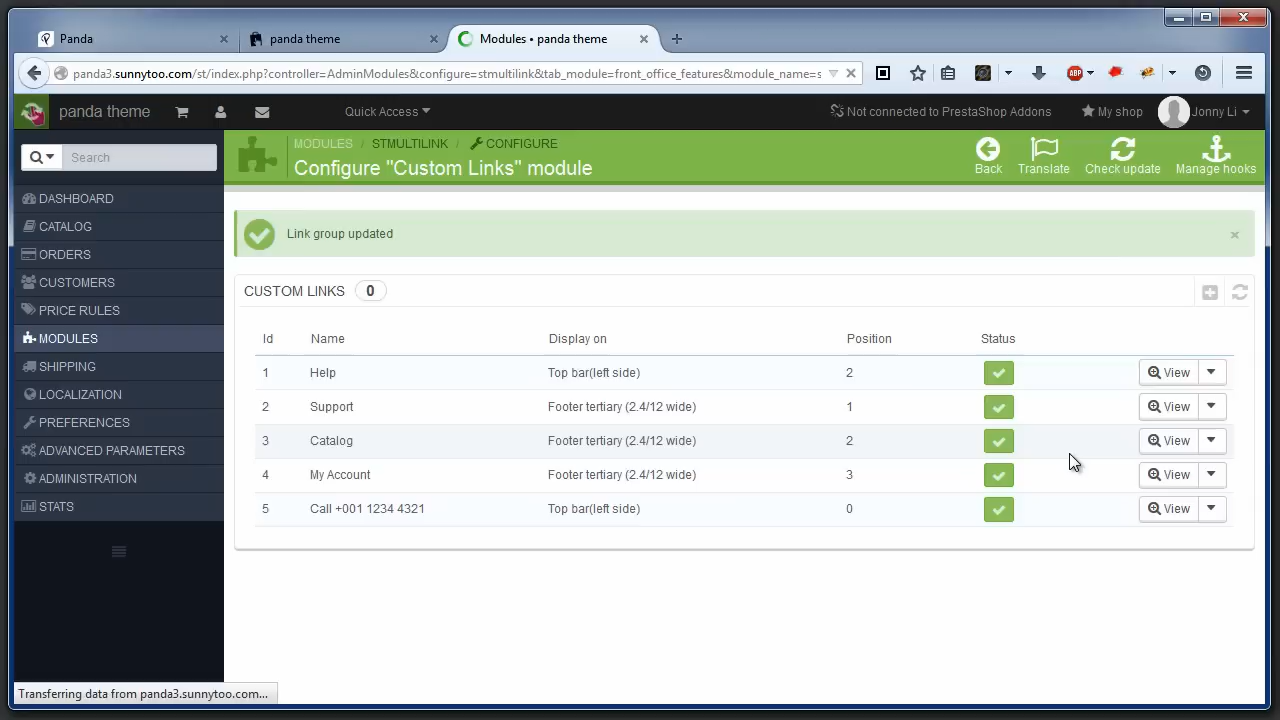 Panda
panda theme
Modules • panda theme
panda3.sunnytoo.com/st/index.php?controller=AdminModules&configure=stmultilink&tab_module=front_office_features&module_name=s
ABP
panda theme
Quick Access
Not connected to PrestaShop Addons
My shop
Jonny Li
Search
MODULES / STMULTILINK / CONFIGURE
Configure "Custom Links" module
Back
Translate
Check update
Manage hooks
DASHBOARD
CATALOG
ORDERS
CUSTOMERS
PRICE RULES
MODULES
SHIPPING
LOCALIZATION
PREFERENCES
ADVANCED PARAMETERS
ADMINISTRATION
STATS
Link group updated
CUSTOM LINKS 0
Id Name Display on Position Status
1 Help Top bar(left side) 2 View
2 Support Footer tertiary (2.4/12 wide) 1 View
3 Catalog Footer tertiary (2.4/12 wide) 2 View
4 My Account Footer tertiary (2.4/12 wide) 3 View
5 Call +001 1234 4321 Top bar(left side) 0 View
Transferring data from panda3.sunnytoo.com...